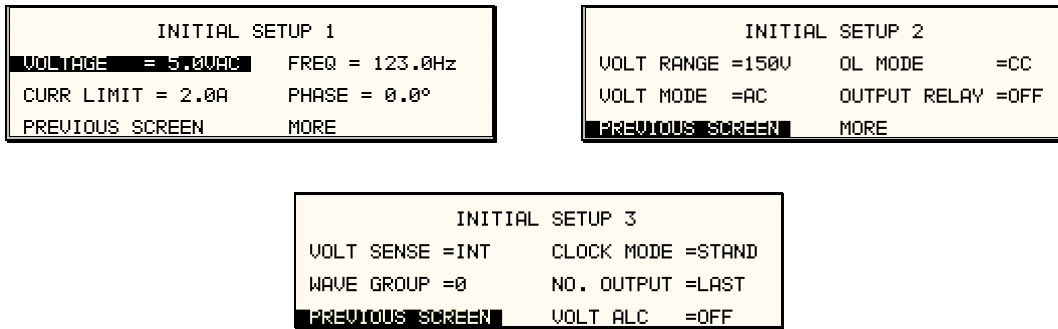 INITIAL SETUP 1
VOLTAGE = 5.0VAC FREQ = 123.0Hz
CURR LIMIT = 2.0A PHASE = 0.0°
PREVIOUS SCREEN MORE
INITIAL SETUP 2
VOLT RANGE =150V OL MODE =CC
VOLT MODE =AC OUTPUT RELAY =OFF
PREVIOUS SCREEN MORE
INITIAL SETUP 3
VOLT SENSE =INT CLOCK MODE =STAND
WAVE GROUP =0 NO. OUTPUT =LAST
PREVIOUS SCREEN VOLT ALC =OFF